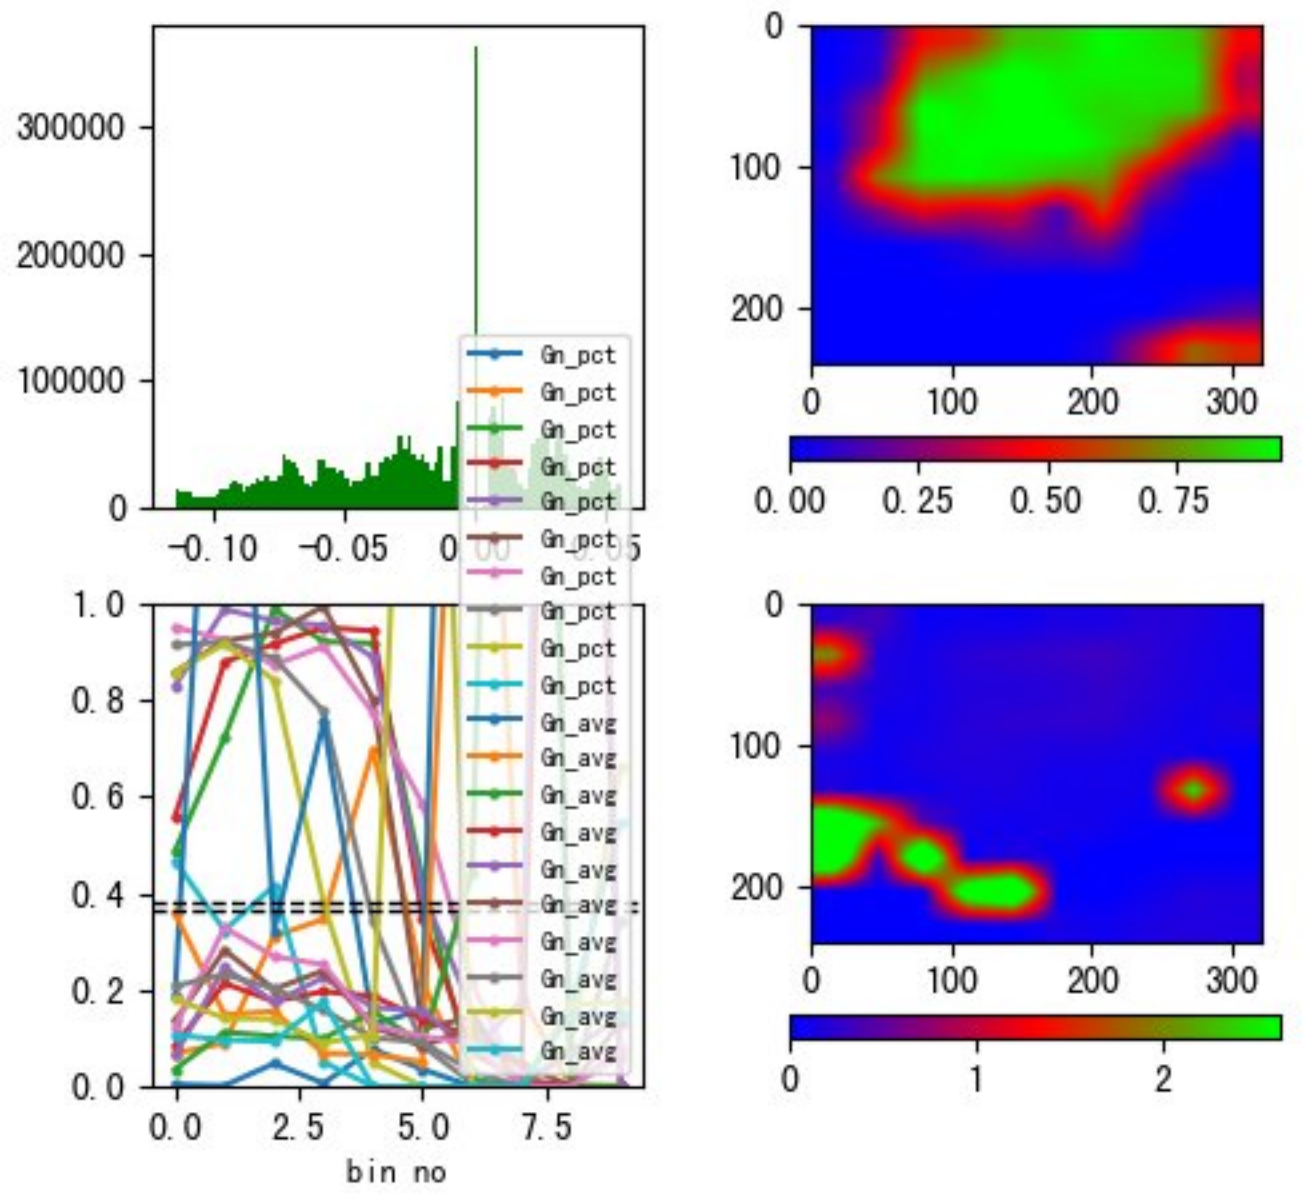 300000
200000
100000
0
-0.10 -0.05 0.00 0.05
0
100
200
0 100 200 300
0.00 0.25 0.50 0.75
Gn_pct
Gn_pct
Gn_pct
Gn_pct
Gn_pct
Gn_pct
Gn_pct
Gn_pct
Gn_pct
Gn_pct
Gn_avg
Gn_avg
Gn_avg
Gn_avg
Gn_avg
Gn_avg
Gn_avg
Gn_avg
Gn_avg
Gn_avg
1.0
0.8
0.6
0.4
0.2
0.0
0.0 2.5 5.0 7.5
bin no
0
100
200
0 100 200 300
0 1 2